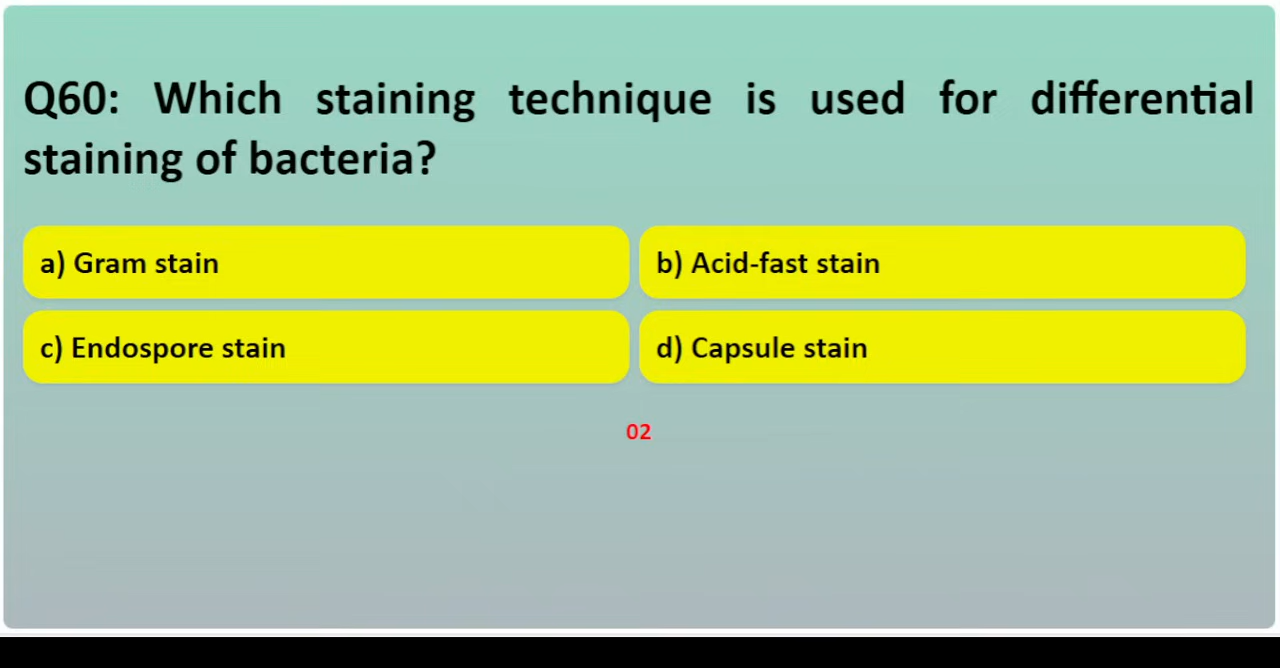 Q60: Which staining technique is used for differential
staining of bacteria?
a) Gram stain
b) Acid-fast stain
c) Endospore stain
d) Capsule stain
02